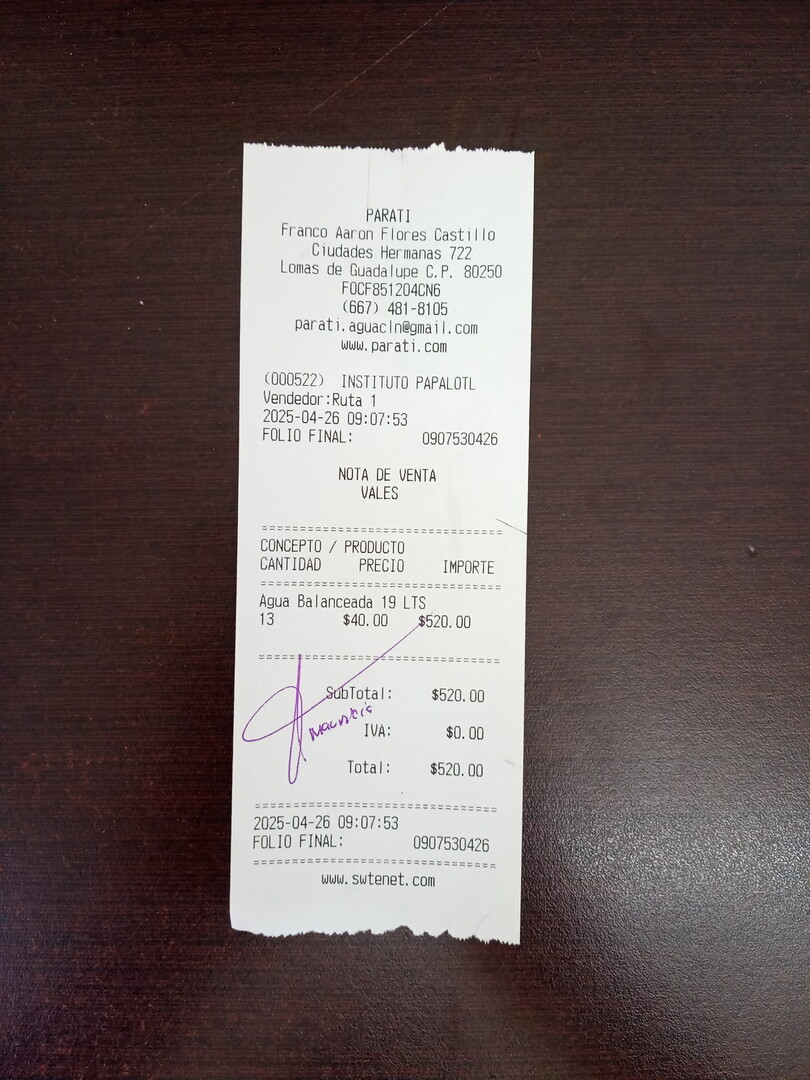 PARATI
Franco Aaron Flores Castillo
Ciudades Hermanas 722
Lomas de Guadalupe C.P. 80250
FOCF851204CN6
(667) 481-8105
parati.aguacln@gmail.com
www.parati.com
(000522) INSTITUTO PAPALOTL
Vendedor:Ruta 1
2025-04-26 09:07:53
FOLIO FINAL: 0907530426
NOTA DE VENTA
VALES
================================
CONCEPTO / PRODUCTO
CANTIDAD PRECIO IMPORTE
================================
Agua Balanceada 19 LTS
13 $40.00 $520.00
================================
SubTotal: $520.00
IVA: $0.00
Total: $520.00
================================
2025-04-26 09:07:53
FOLIO FINAL: 0907530426
================================
www.swtenet.com